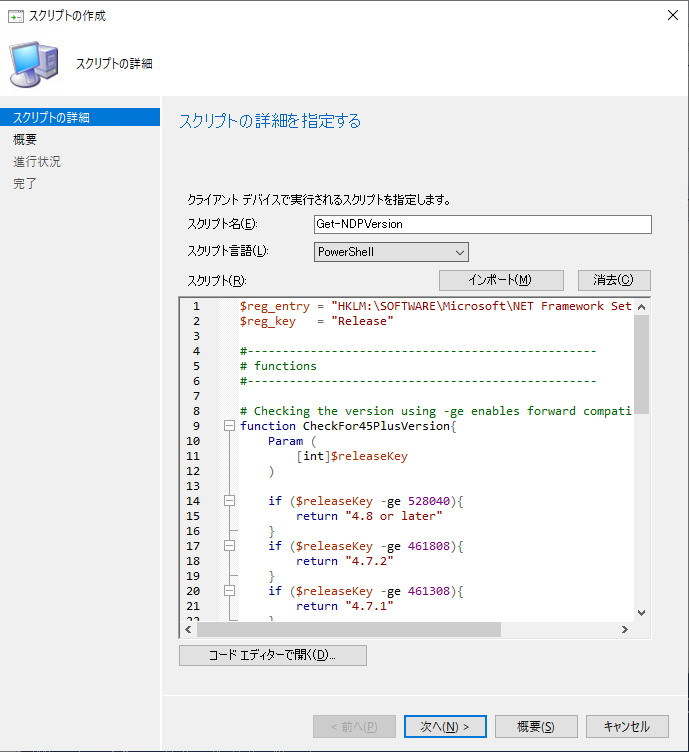 スクリプトの作成
スクリプトの詳細
スクリプトの詳細
概要
進行状況
完了
スクリプトの詳細を指定する
クライアント デバイスで実行されるスクリプトを指定します。
スクリプト名(E): Get-NDPVersion
スクリプト言語(L): PowerShell
スクリプト(R): インポート(M) 消去(C)
1 $reg_entry = "HKLM:\SOFTWARE\Microsoft\NET Framework Set
2 $reg_key   = "Release"
3
4 #-------------------------------------------------
5 # functions
6 #-------------------------------------------------
7
8 # Checking the version using -ge enables forward compati
9 function CheckFor45PlusVersion{
10     Param (
11         [int]$releaseKey
12     )
13
14     if ($releaseKey -ge 528040){
15         return "4.8 or later"
16     }
17     if ($releaseKey -ge 461808){
18         return "4.7.2"
19     }
20     if ($releaseKey -ge 461308){
21         return "4.7.1"
22     }
コード エディターで開く(D)...
< 前へ(P) 次へ(N) > 概要(S) キャンセル